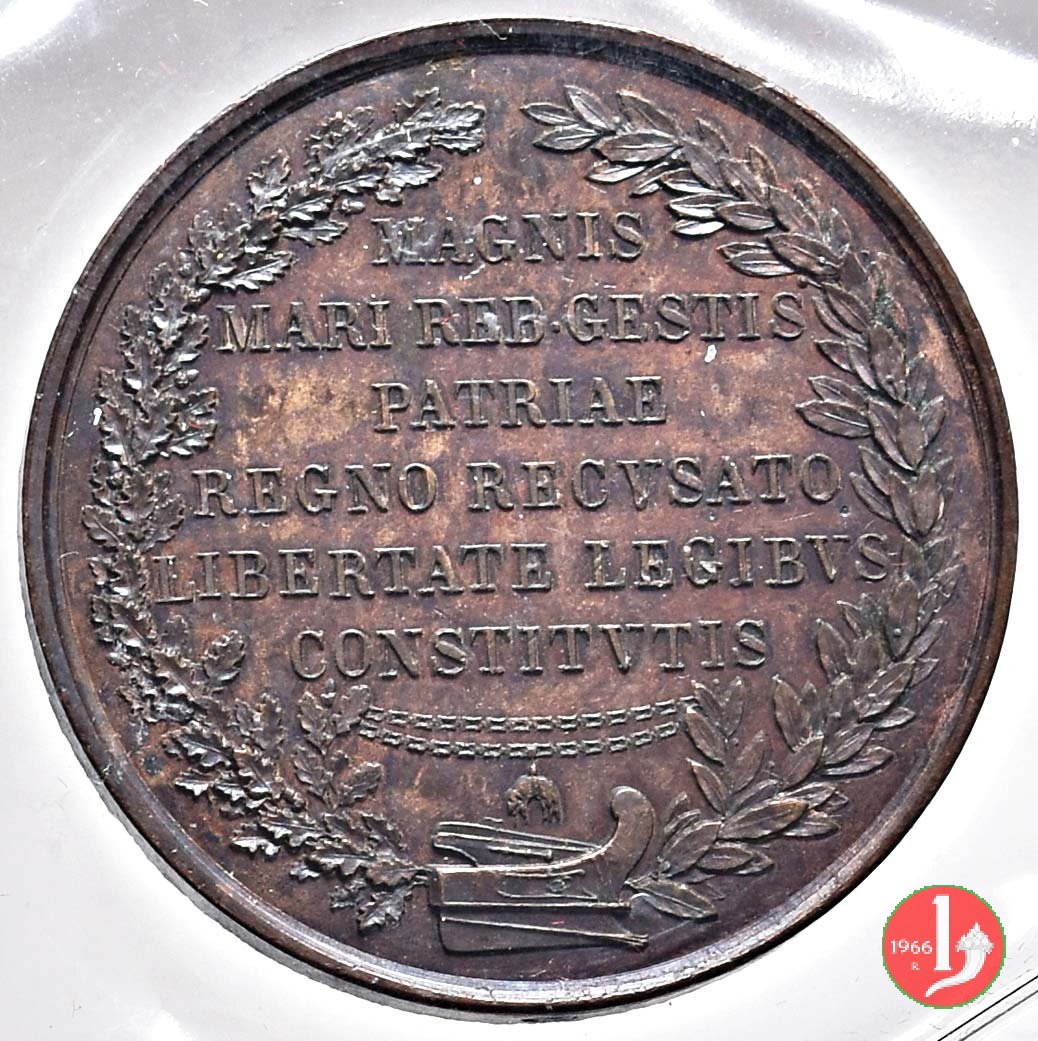 MAGNIS
MARI REB·GESTIS
PATRIAE
REGNO RECVSATO
LIBERTATE LEGIBVS
CONSTITVTIS
1966
R